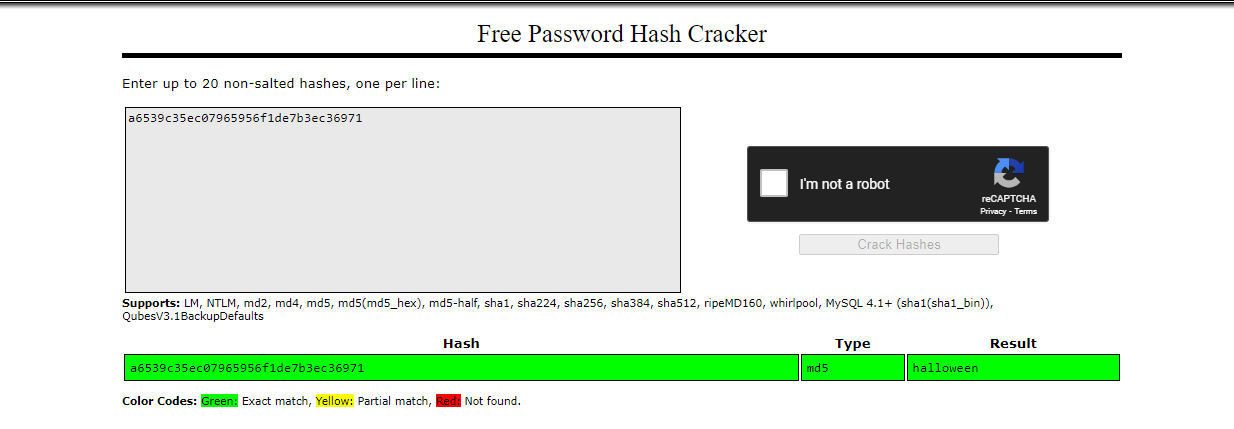 Free Password Hash Cracker
Enter up to 20 non-salted hashes, one per line:
a6539c35ec07965956f1de7b3ec36971
I'm not a robot
reCAPTCHA
Privacy - Terms
Crack Hashes
Supports: LM, NTLM, md2, md4, md5, md5(md5_hex), md5-half, sha1, sha224, sha256, sha384, sha512, ripeMD160, whirlpool, MySQL 4.1+ (sha1(sha1_bin)),
QubesV3.1BackupDefaults
Hash Type Result
a6539c35ec07965956f1de7b3ec36971 md5 halloween
Color Codes: Green: Exact match, Yellow: Partial match, Red: Not found.